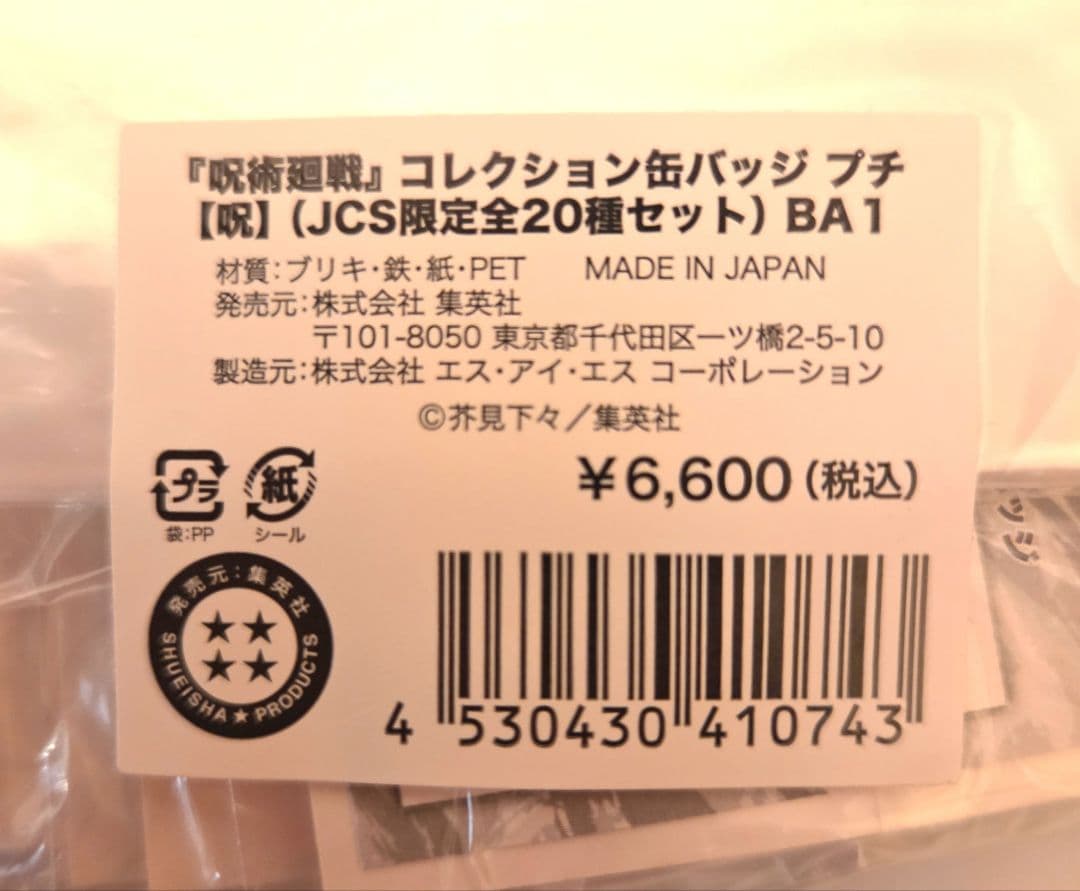 『呪術廻戦』コレクション缶バッジ プチ
【呪】（JCS限定全20種セット）BA1
材質：ブリキ・鉄・紙・PET MADE IN JAPAN
発売元：株式会社 集英社
〒101-8050 東京都千代田区一ツ橋2-5-10
製造元：株式会社 エス・アイ・エス コーポレーション
©芥見下々／集英社
¥6,600（税込）
プラ
袋：PP
紙
シール
発売元：集英社
SHUEISHA★PRODUCTS
4 530430 410743
ッジ